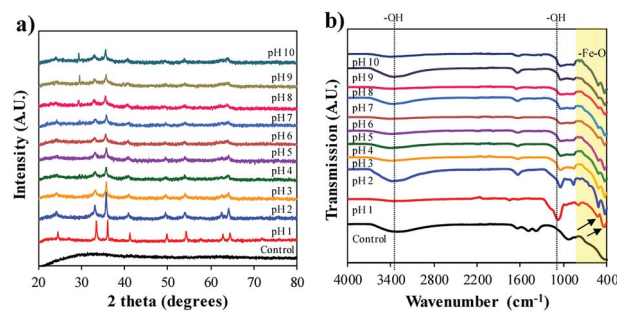 a)
Intensity (A.U.)
pH 10
pH 9
pH 8
pH 7
pH 6
pH 5
pH 4
pH 3
pH 2
pH 1
Control
20 30 40 50 60 70 80
2 theta (degrees)
b)
-OH -OH
-Fe-O
Transmission (A.U.)
pH 10
pH 9
pH 8
pH 7
pH 6
pH 5
pH 4
pH 3
pH 2
pH 1
Control
4000 3400 2800 2200 1600 1000 400
Wavenumber (cm-1)